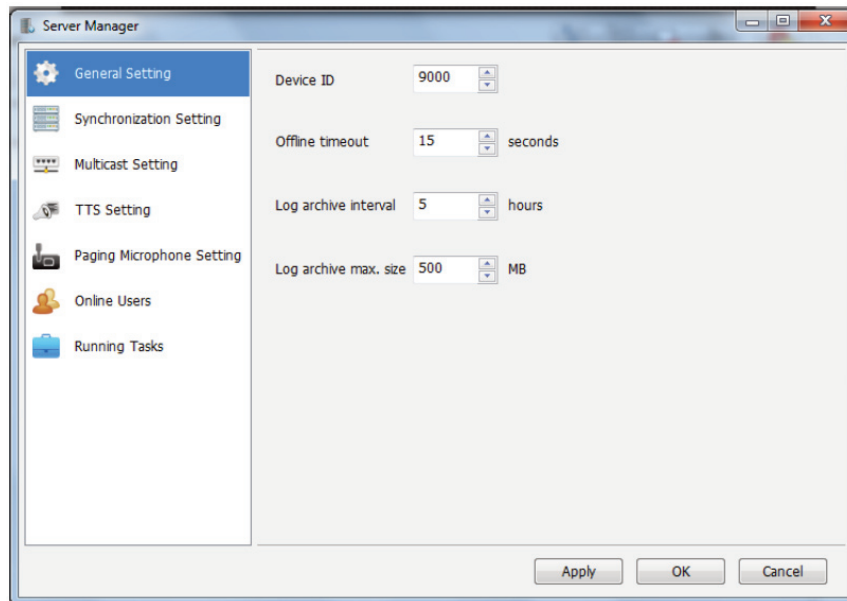 Server Manager
General Setting
Synchronization Setting
Multicast Setting
TTS Setting
Paging Microphone Setting
Online Users
Running Tasks
Device ID 9000
Offline timeout 15 seconds
Log archive interval 5 hours
Log archive max. size 500 MB
Apply OK Cancel